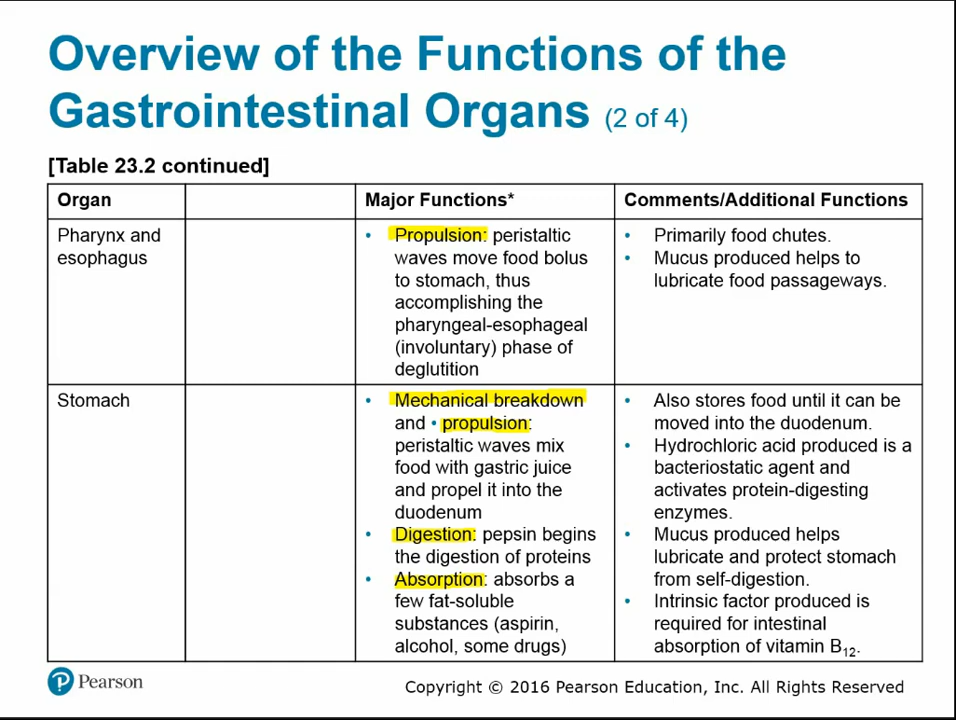 Overview of the Functions of the
Gastrointestinal Organs (2 of 4)
[Table 23.2 continued]
Organ
Major Functions*
Comments/Additional Functions
Pharynx and
esophagus
• Propulsion: peristaltic
waves move food bolus
to stomach, thus
accomplishing the
pharyngeal-esophageal
(involuntary) phase of
deglutition
• Primarily food chutes.
• Mucus produced helps to
lubricate food passageways.
Stomach
• Mechanical breakdown
and • propulsion:
peristaltic waves mix
food with gastric juice
and propel it into the
duodenum
• Digestion: pepsin begins
the digestion of proteins
• Absorption: absorbs a
few fat-soluble
substances (aspirin,
alcohol, some drugs)
• Also stores food until it can be
moved into the duodenum.
• Hydrochloric acid produced is a
bacteriostatic agent and
activates protein-digesting
enzymes.
• Mucus produced helps
lubricate and protect stomach
from self-digestion.
• Intrinsic factor produced is
required for intestinal
absorption of vitamin B12.
Pearson
Copyright © 2016 Pearson Education, Inc. All Rights Reserved